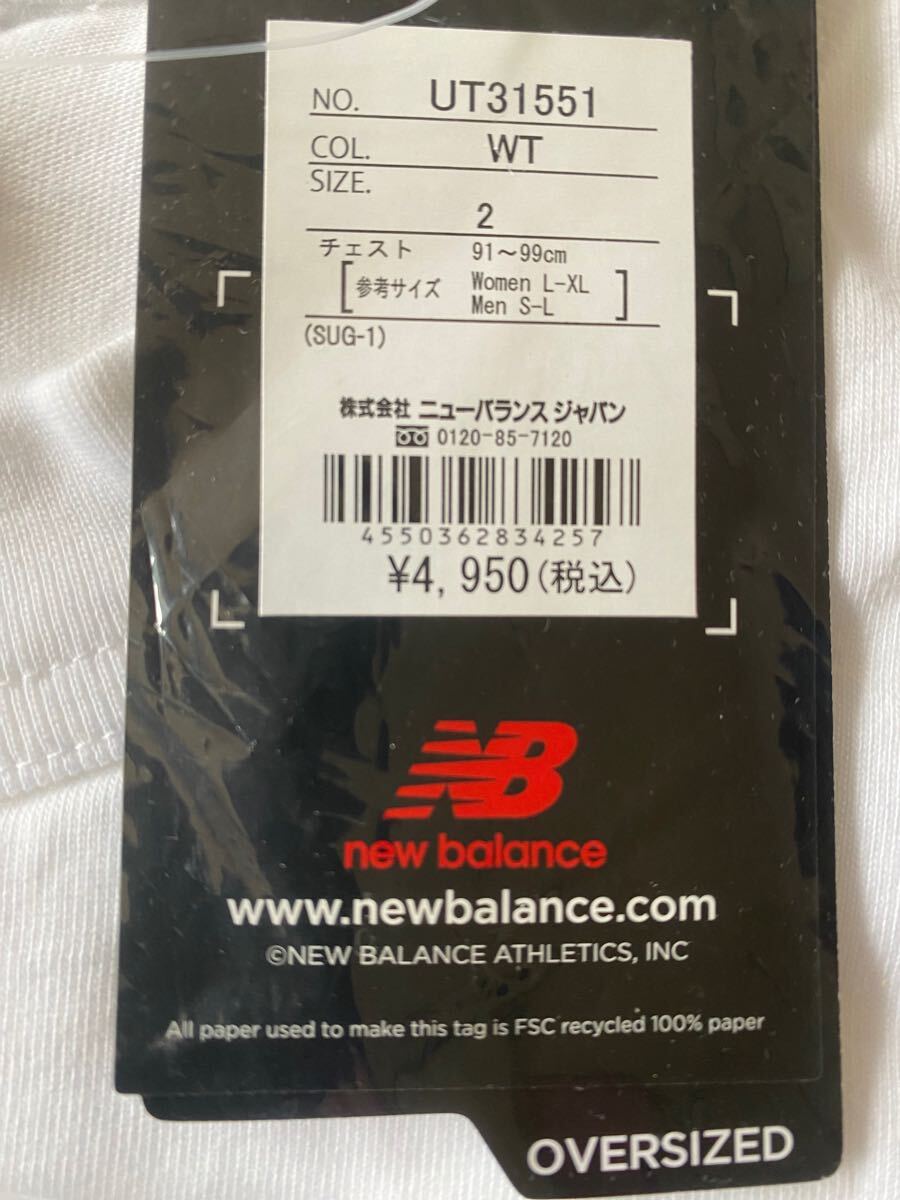 NO. UT31551
COL. WT
SIZE.
2
チェスト 91～99cm
[参考サイズ Women L-XL
Men S-L]
(SUG-1)
株式会社 ニューバランス ジャパン
0120-85-7120
4550362834257
¥4,950(税込)
NB
new balance
www.newbalance.com
©NEW BALANCE ATHLETICS, INC
All paper used to make this tag is FSC recycled 100% paper
OVERSIZED